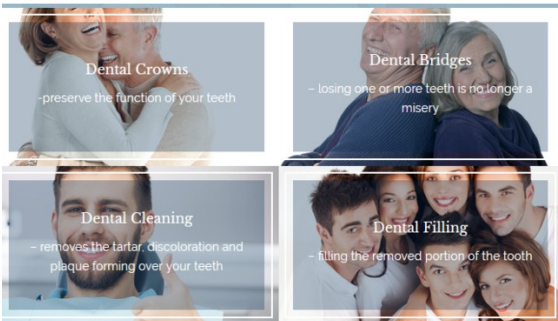 Dental Crowns
-preserve the function of your teeth
Dental Bridges
– losing one or more teeth is no longer a
misery
Dental Cleaning
– removes the tartar, discoloration and
plaque forming over your teeth
Dental Filling
– filling the removed portion of the tooth